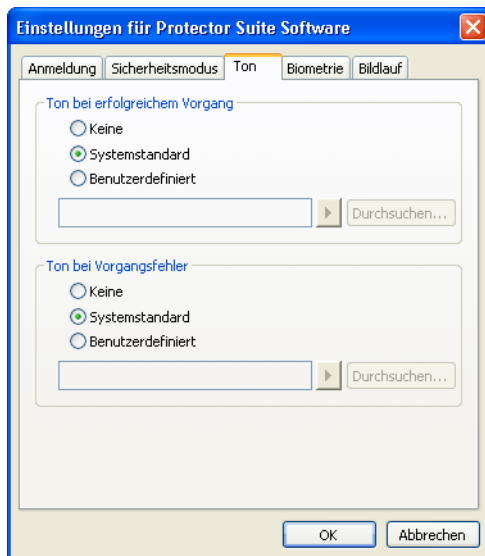 Einstellungen für Protector Suite Software
Anmeldung Sicherheitsmodus Ton Biometrie Bildlauf
Ton bei erfolgreichem Vorgang
Keine
Systemstandard
Benutzerdefiniert
Durchsuchen...
Ton bei Vorgangsfehler
Keine
Systemstandard
Benutzerdefiniert
Durchsuchen...
OK Abbrechen